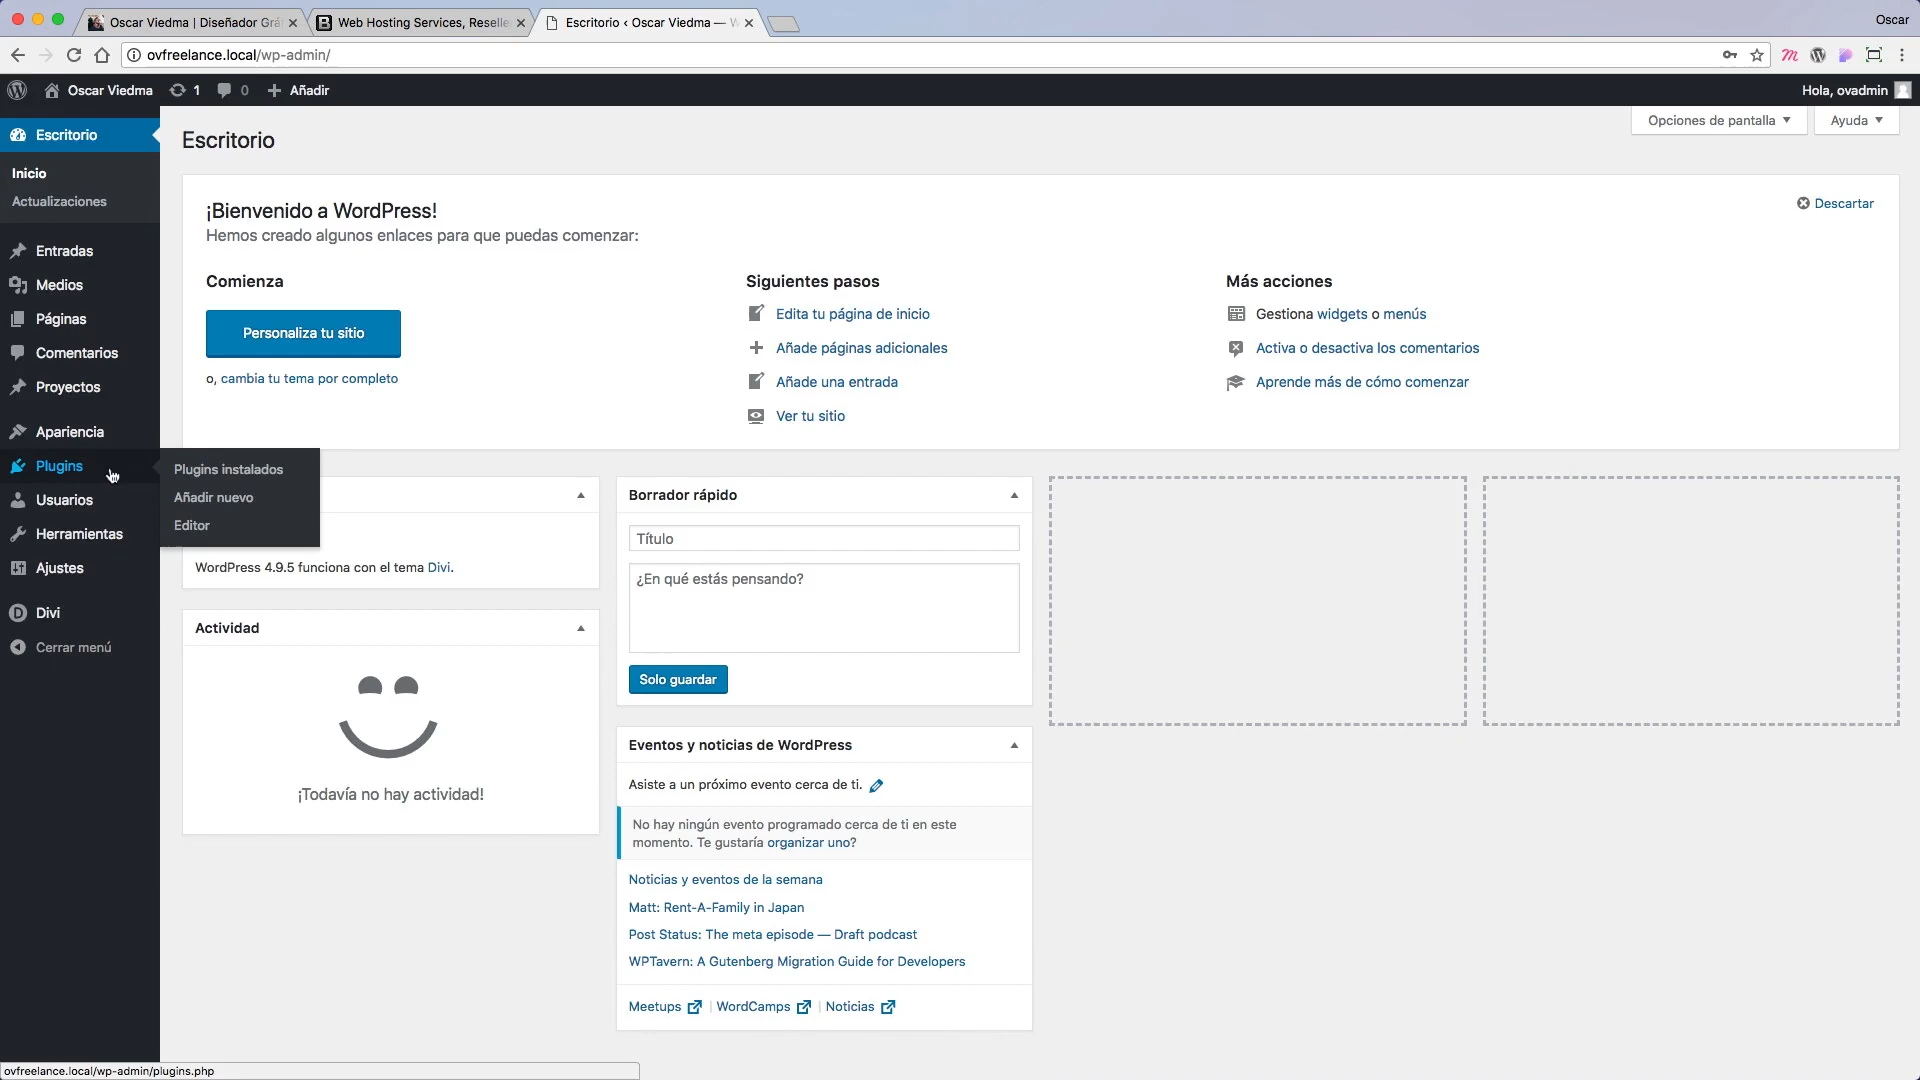 Oscar Viedma | Diseñador Grá
Web Hosting Services, Reselle
Escritorio ‹ Oscar Viedma — W
Oscar
ovfreelance.local/wp-admin/
Oscar Viedma
1
0
Añadir
Hola, ovadmin
Escritorio
Inicio
Actualizaciones
Entradas
Medios
Páginas
Comentarios
Proyectos
Apariencia
Plugins
Usuarios
Herramientas
Ajustes
Divi
Cerrar menú
Plugins instalados
Añadir nuevo
Editor
Escritorio
Opciones de pantalla
Ayuda
¡Bienvenido a WordPress!
Hemos creado algunos enlaces para que puedas comenzar:
Descartar
Comienza
Personaliza tu sitio
o, cambia tu tema por completo
Siguientes pasos
Edita tu página de inicio
Añade páginas adicionales
Añade una entrada
Ver tu sitio
Más acciones
Gestiona widgets o menús
Activa o desactiva los comentarios
Aprende más de cómo comenzar
WordPress 4.9.5 funciona con el tema Divi.
Actividad
¡Todavía no hay actividad!
Borrador rápido
Título
¿En qué estás pensando?
Solo guardar
Eventos y noticias de WordPress
Asiste a un próximo evento cerca de ti.
No hay ningún evento programado cerca de ti en este
momento. Te gustaría organizar uno?
Noticias y eventos de la semana
Matt: Rent-A-Family in Japan
Post Status: The meta episode — Draft podcast
WPTavern: A Gutenberg Migration Guide for Developers
Meetups | WordCamps | Noticias
ovfreelance.local/wp-admin/plugins.php